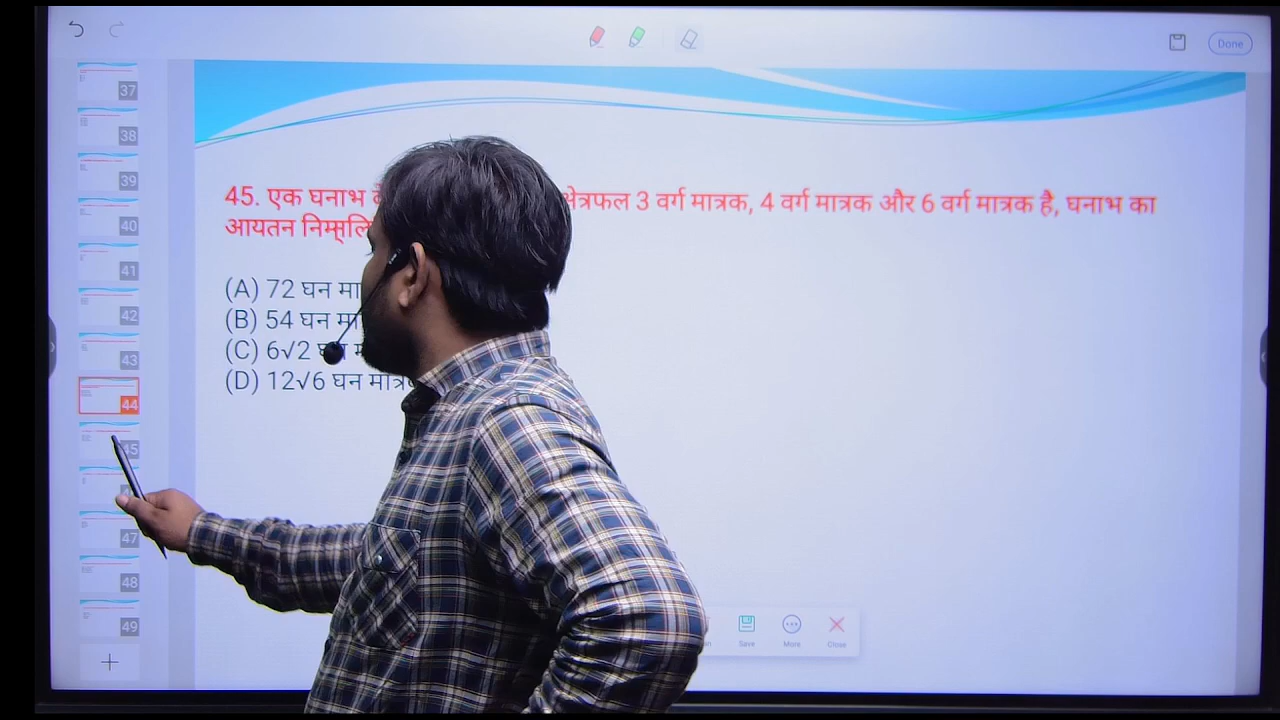 Done
37
38
39
40
41
42
43
44
45
47
48
49
45. एक घनाभ क्षेत्रफल 3 वर्ग मात्रक, 4 वर्ग मात्रक और 6 वर्ग मात्रक है, घनाभ का
आयतन
(A) 72 घन
(B) 54 घन
(C) 6√2
(D) 12√6 घन मात्रक
Save More Close